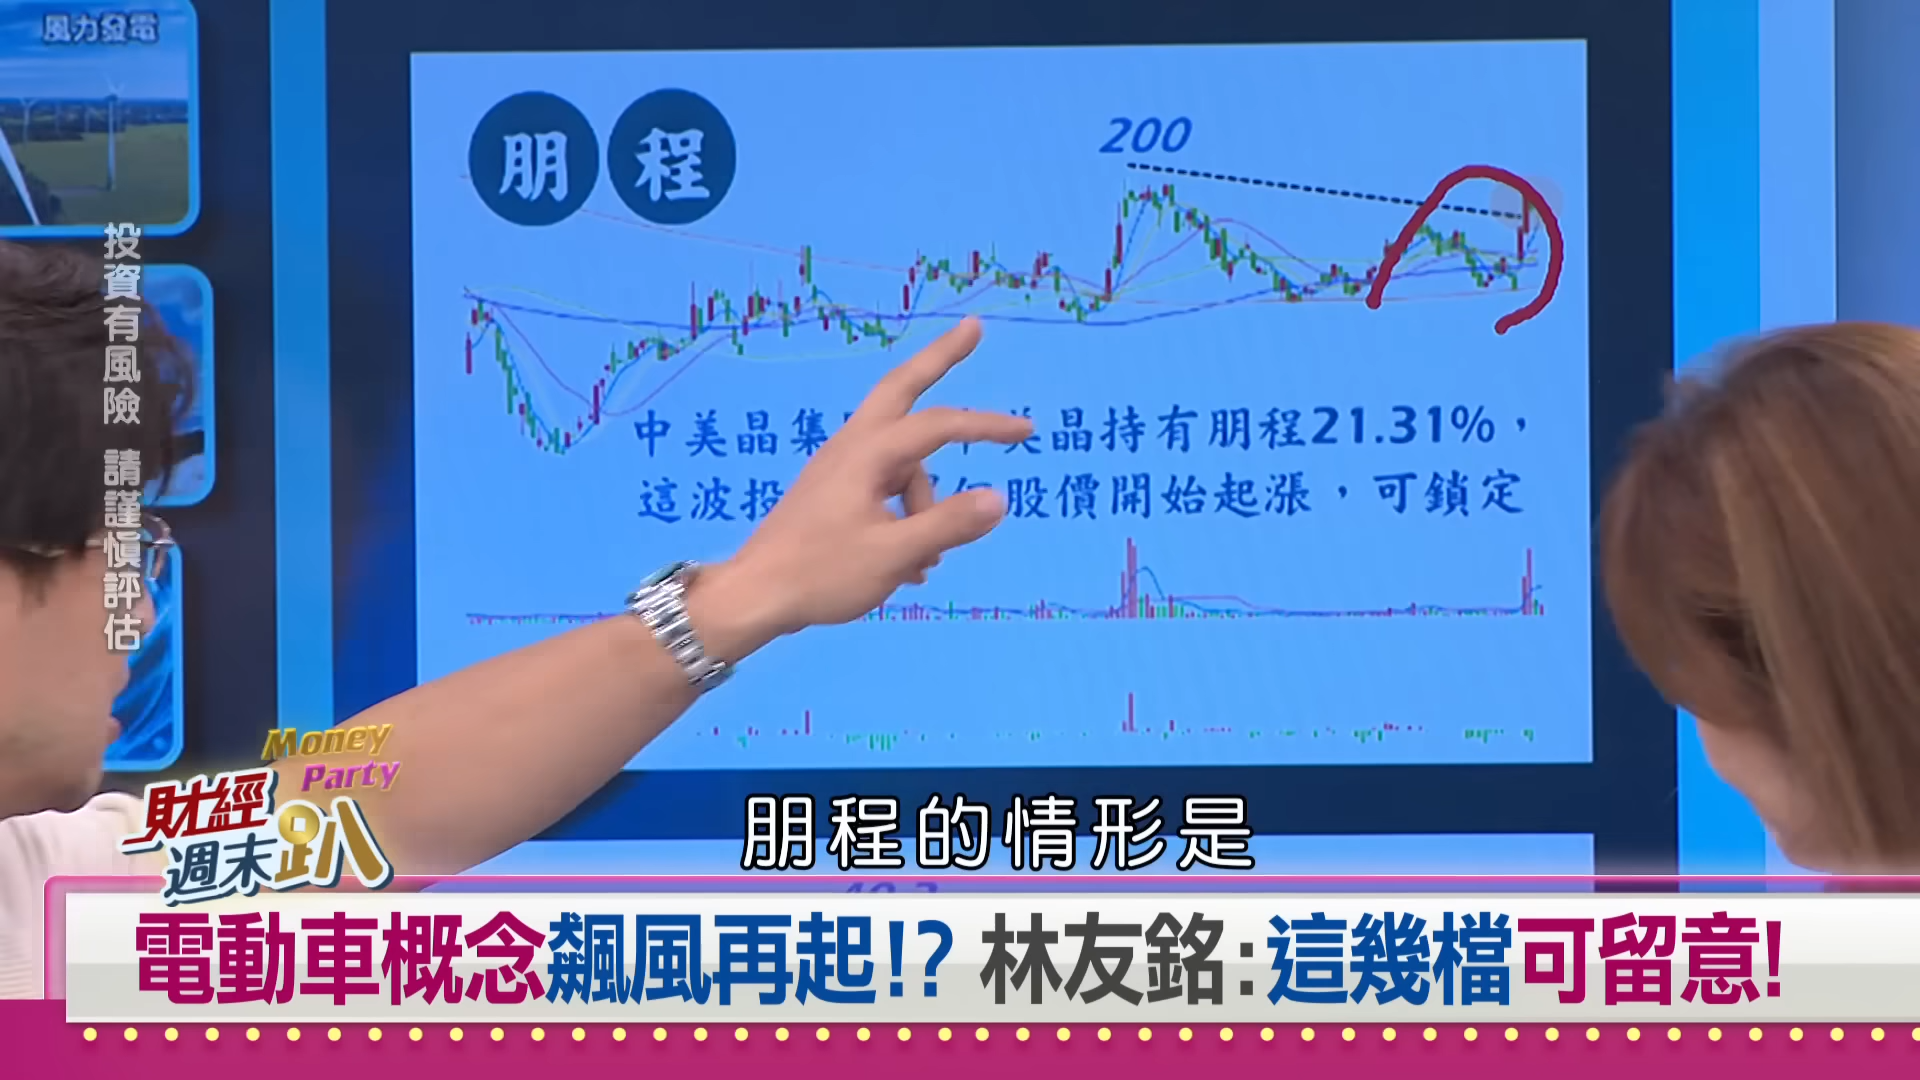 風力發電
朋程
200
中美晶集 美晶持有朋程21.31%，
這波投 股價開始起漲，可鎖定
投資有風險 請謹慎評估
Money
Party
財經
週末趴
朋程的情形是
電動車概念飆風再起!? 林友銘:這幾檔可留意!